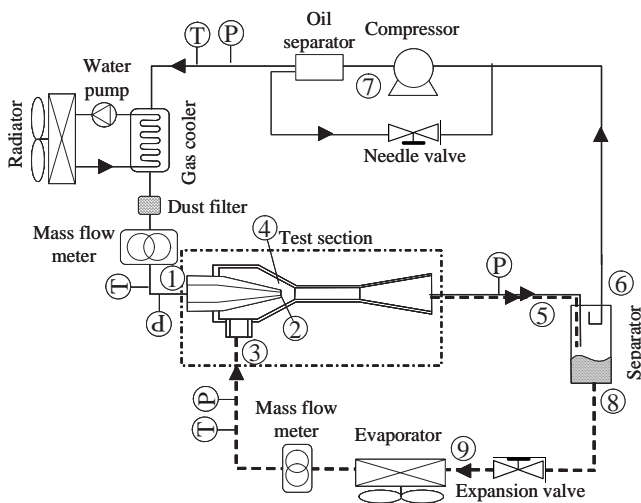 Oil
separator
Compressor
T
P
Water
pump
7
Radiator
Gas cooler
Needle valve
Dust filter
Mass flow
meter
4
Test section
T
1
P
2
3
P
5
6
Separator
8
P
T
Mass flow
meter
Evaporator
9
Expansion valve